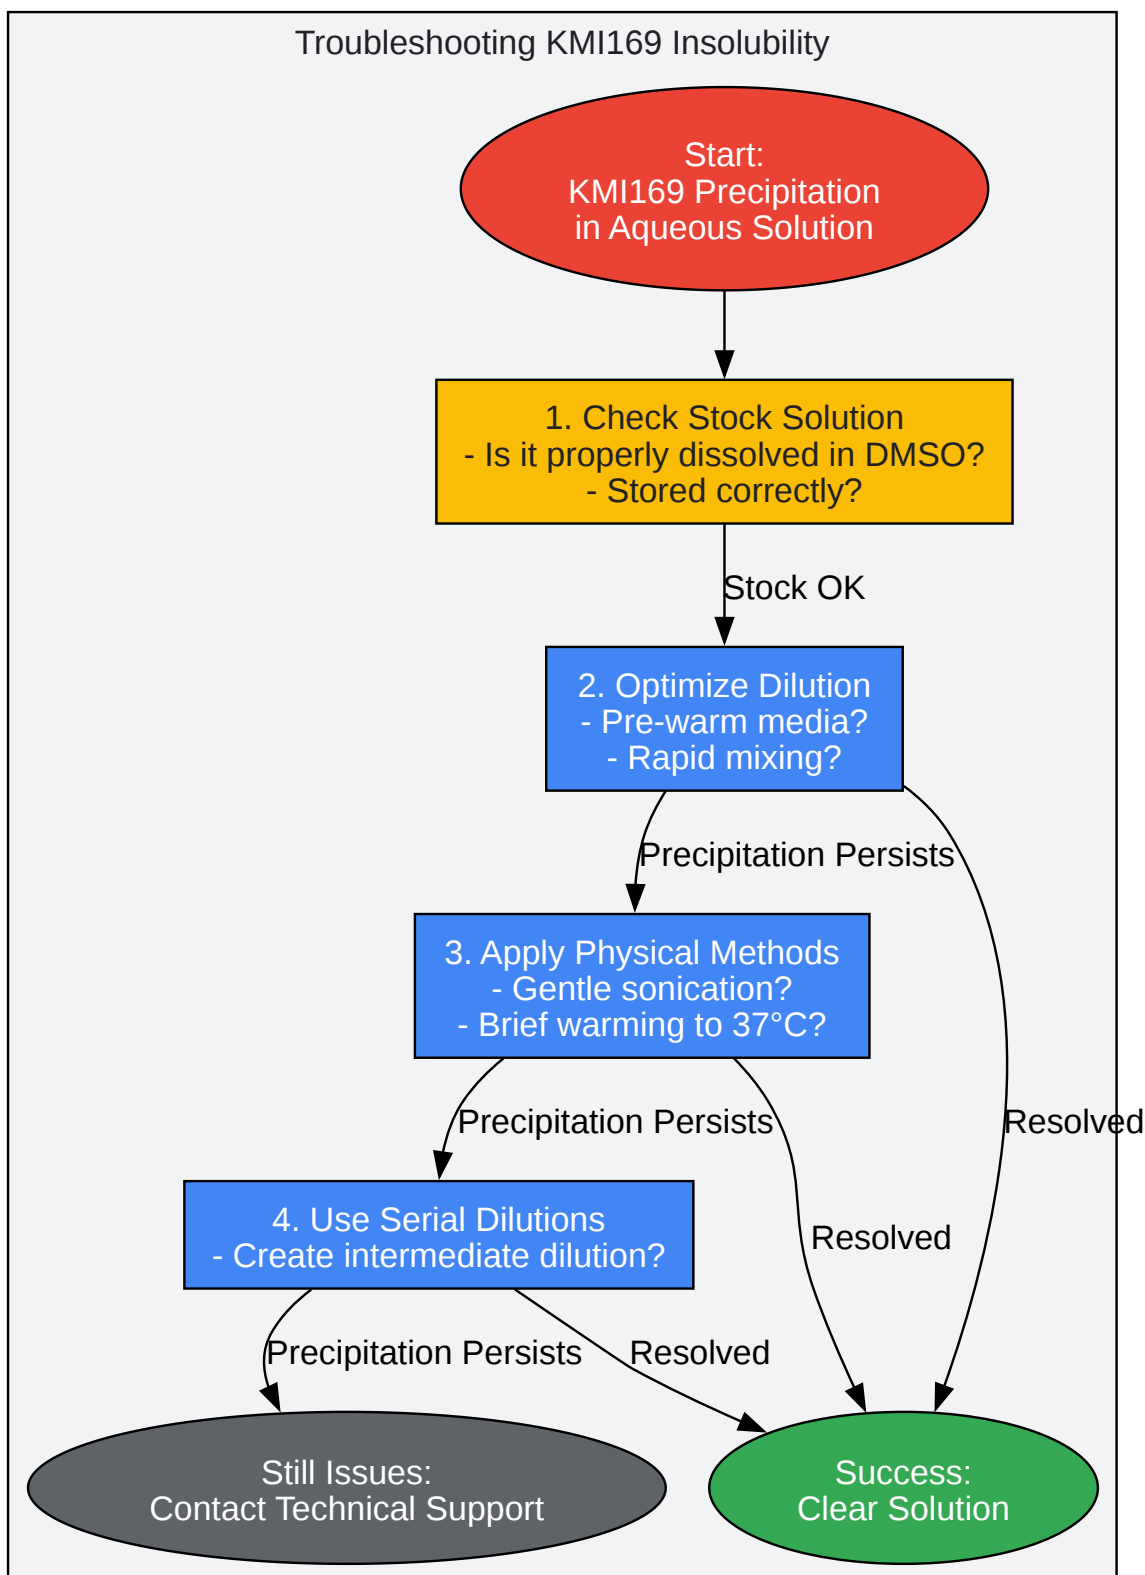 Troubleshooting KMI169 Insolubility
Start:
KMI169 Precipitation
in Aqueous Solution
1. Check Stock Solution
- Is it properly dissolved in DMSO?
- Stored correctly?
Stock OK
2. Optimize Dilution
- Pre-warm media?
- Rapid mixing?
Precipitation Persists
3. Apply Physical Methods
- Gentle sonication?
- Brief warming to 37°C?
Precipitation Persists
Resolved
4. Use Serial Dilutions
- Create intermediate dilution?
Resolved
Precipitation Persists
Resolved
Still Issues:
Contact Technical Support
Success:
Clear Solution